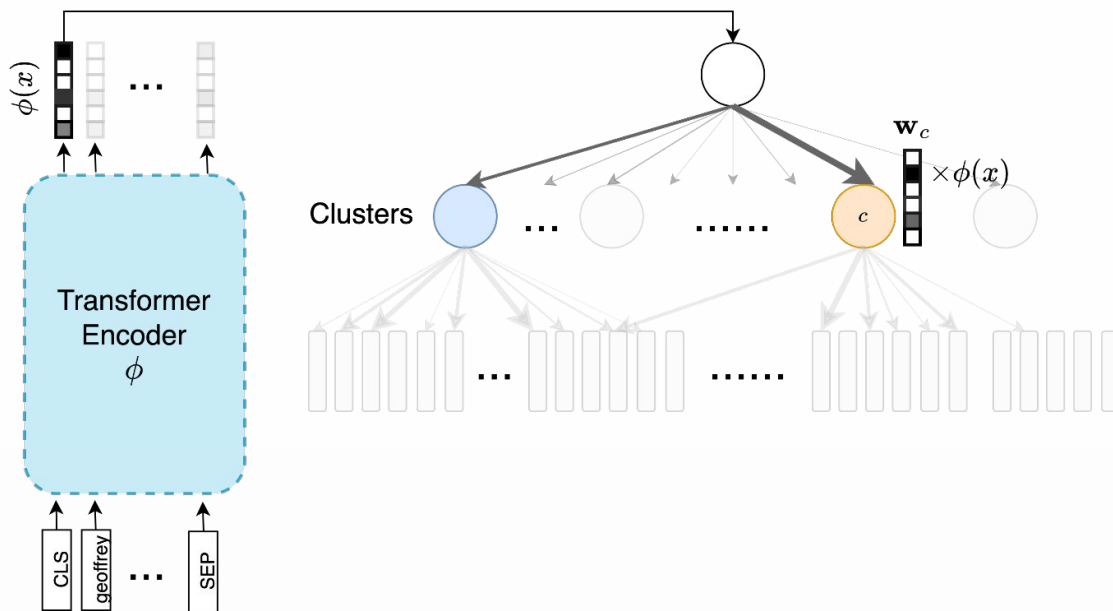 ϕ(x)
...
w_c
×ϕ(x)
Clusters
...
......
c
Transformer
Encoder
ϕ
...
......
CLS
geoffrey
...
SEP